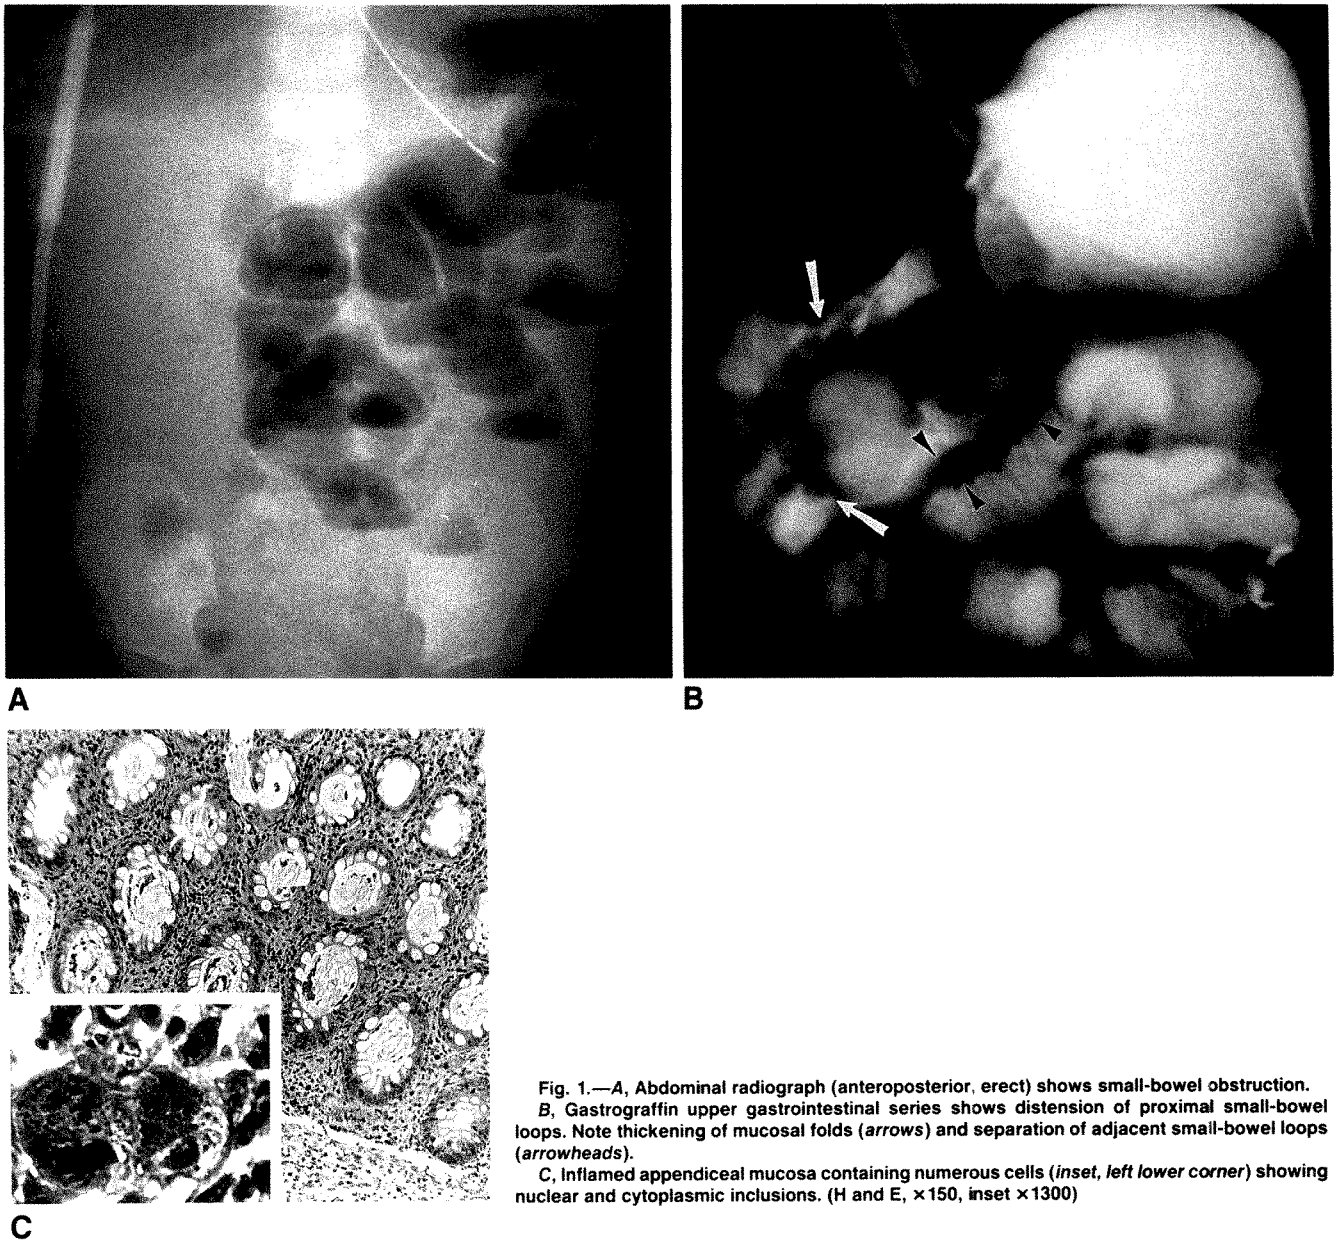 A
B
C
Fig. 1.—A, Abdominal radiograph (anteroposterior, erect) shows small-bowel obstruction.
B, Gastrograffin upper gastrointestinal series shows distension of proximal small-bowel
loops. Note thickening of mucosal folds (arrows) and separation of adjacent small-bowel loops
(arrowheads).
C, Inflamed appendiceal mucosa containing numerous cells (inset, left lower corner) showing
nuclear and cytoplasmic inclusions. (H and E, ×150, inset ×1300)